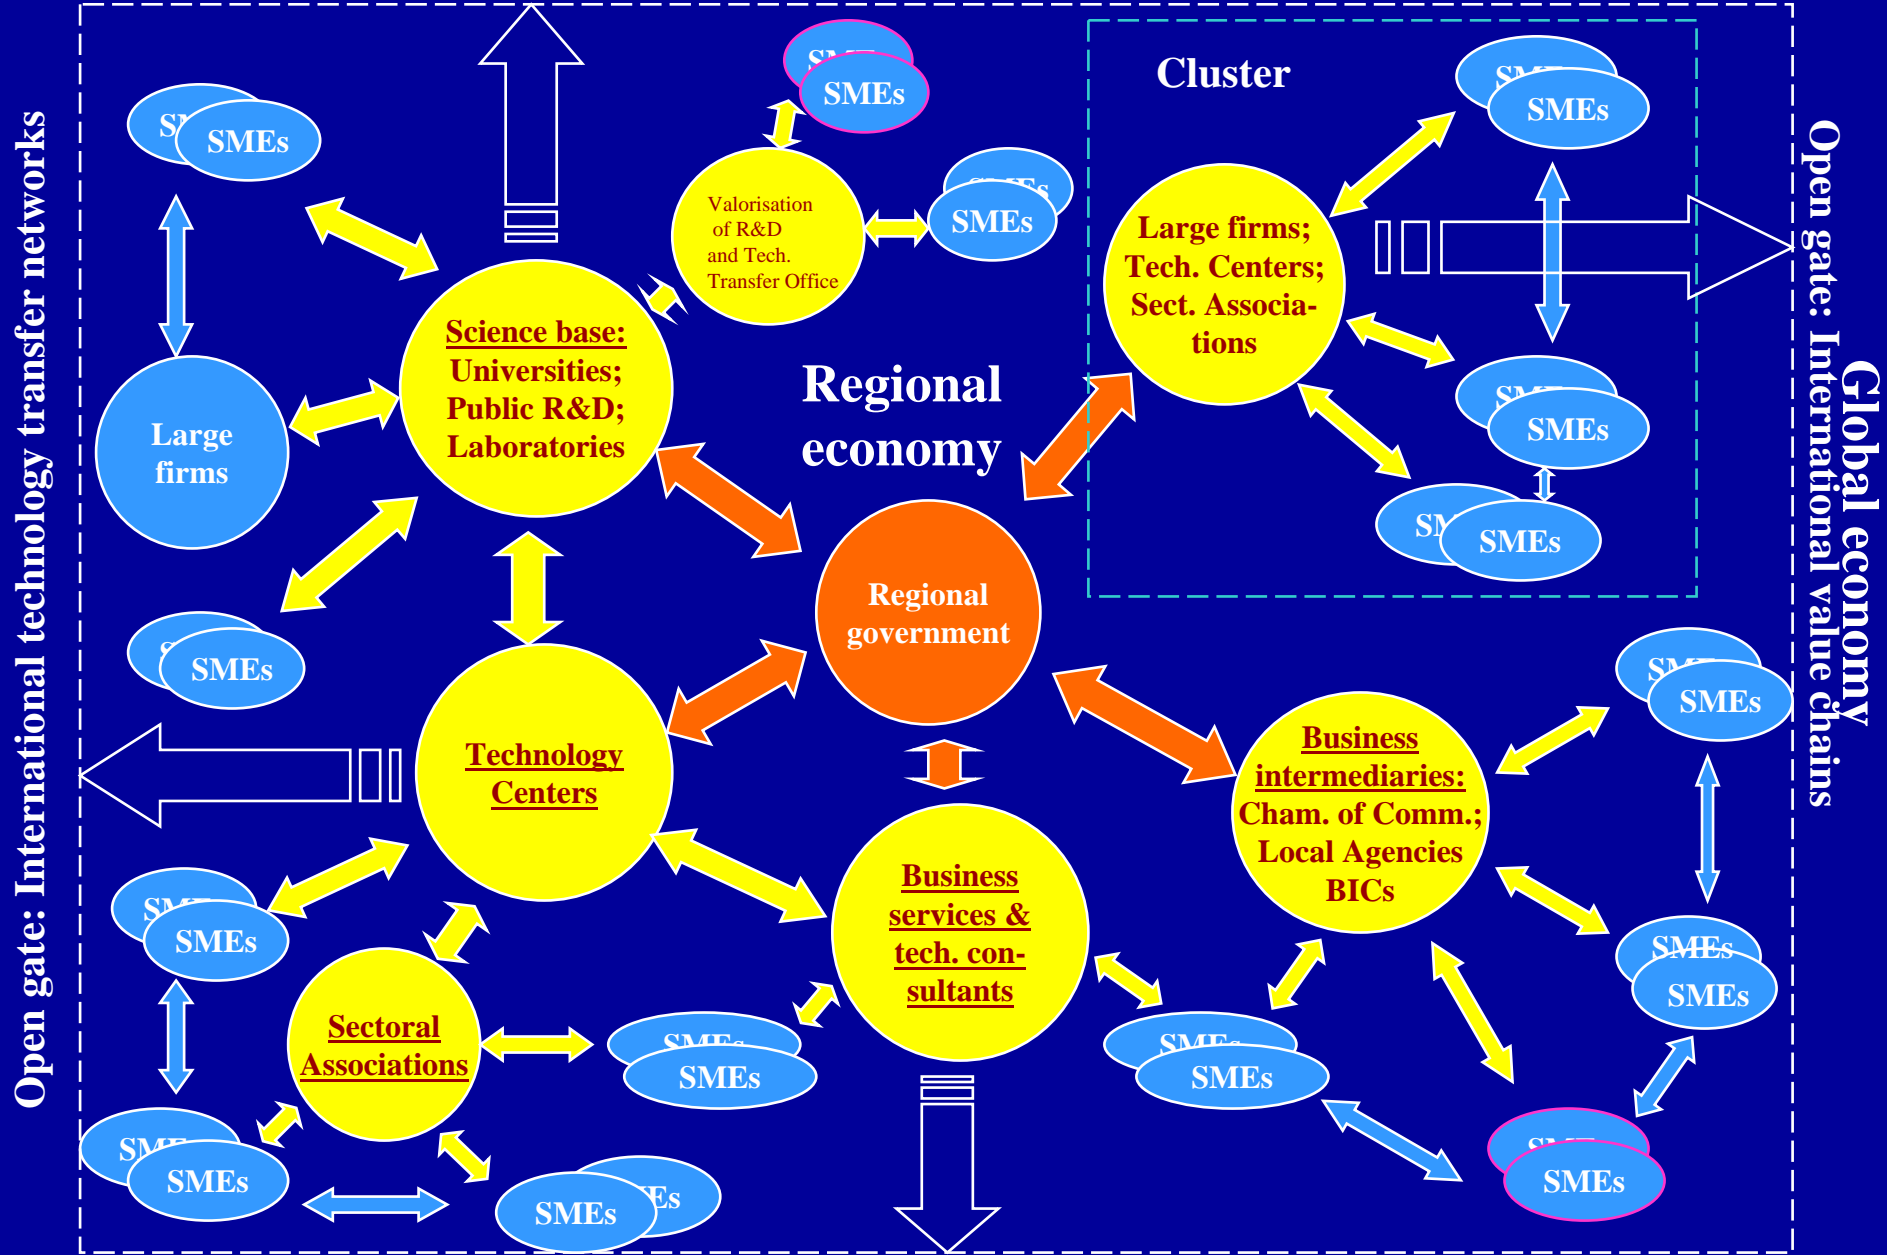 Open gate: International technology transfer networks
SMEs
SMEs
Large
firms
SMEs
Science base:
Universities;
Public R&D;
Laboratories
Valorisation
of R&D
and Tech.
Transfer Office
SMEs
SMEs
SMEs
Regional
economy
Cluster
Large firms;
Tech. Centers;
Sect. Associa-
tions
SMEs
SMEs
SMEs
Open gate: International value chains
Global economy
Regional
government
Technology
Centers
Business
services &
tech. con-
sultants
Business
intermediaries:
Cham. of Comm.;
Local Agencies
BICs
SMEs
SMEs
SMEs
SMEs
SMEs
SMEs
SMEs
Sectoral
Associations
SMEs
SMEs
SMEs
SMEs